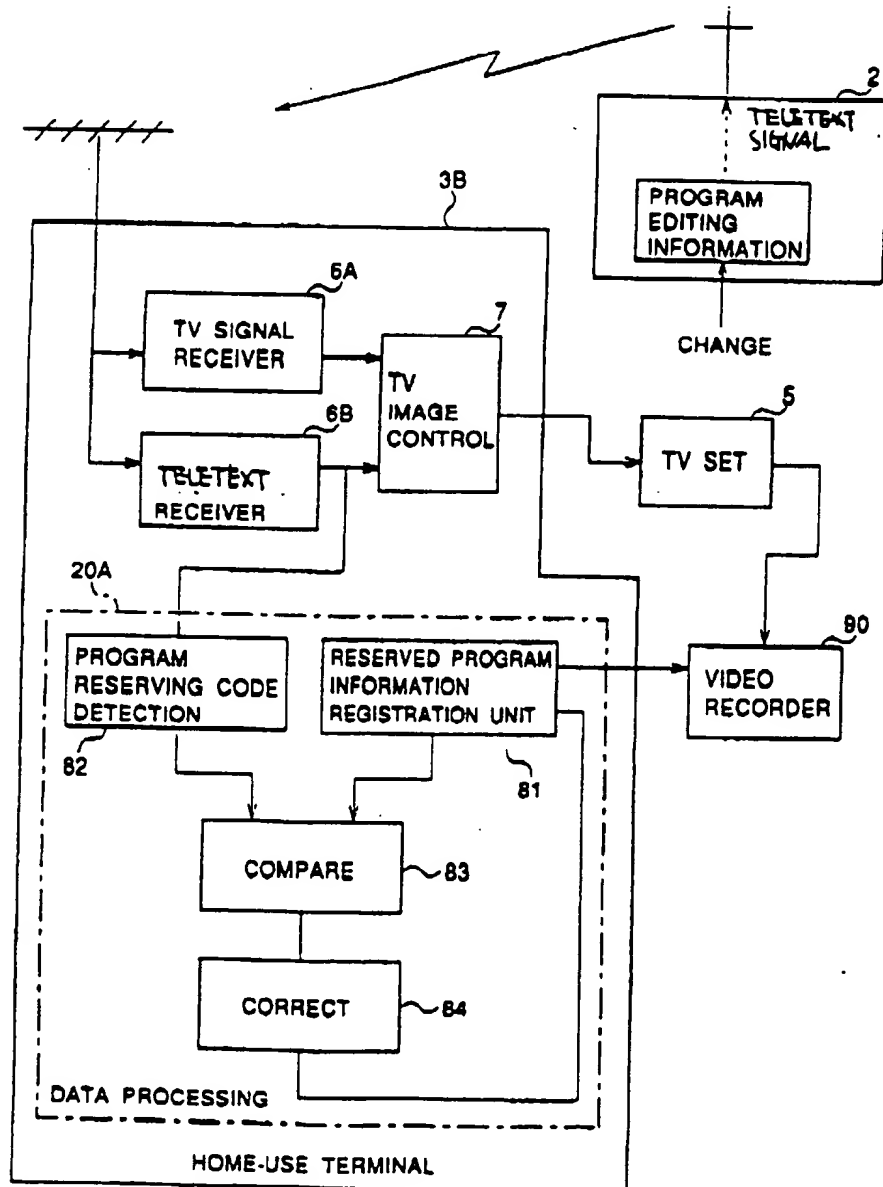 2
TELETEXT
SIGNAL
PROGRAM
EDITING
INFORMATION
CHANGE
3B
6A
TV SIGNAL
RECEIVER
7
TV
IMAGE
CONTROL
6B
TELETEXT
RECEIVER
5
TV SET
20A
PROGRAM
RESERVING CODE
DETECTION
82
RESERVED PROGRAM
INFORMATION
REGISTRATION UNIT
81
90
VIDEO
RECORDER
COMPARE
83
CORRECT
84
DATA PROCESSING
HOME-USE TERMINAL